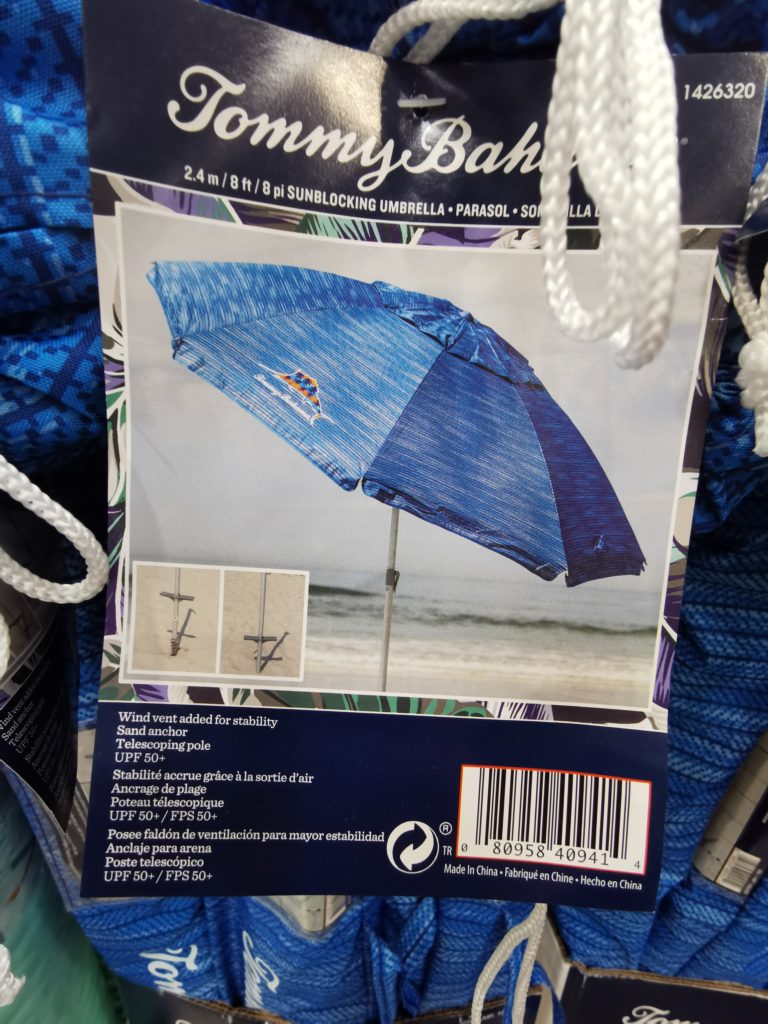 Tommy Bah
1426320
2.4 m / 8 ft / 8 pi SUNBLOCKING UMBRELLA • PARASOL •
Tommy Bahama
Wind vent added for stability
Sand anchor
Telescoping pole
UPF 50+
Stabilité accrue grâce à la sortie d'air
Ancrage de plage
Poteau télescopique
UPF 50+ / FPS 50+
Posee faldón de ventilación para mayor estabilidad
Anclaje para arena
Poste telescópico
UPF 50+ / FPS 50+
® TR
0 80958 40941 4
Made In China • Fabriqué en Chine • Hecho en China